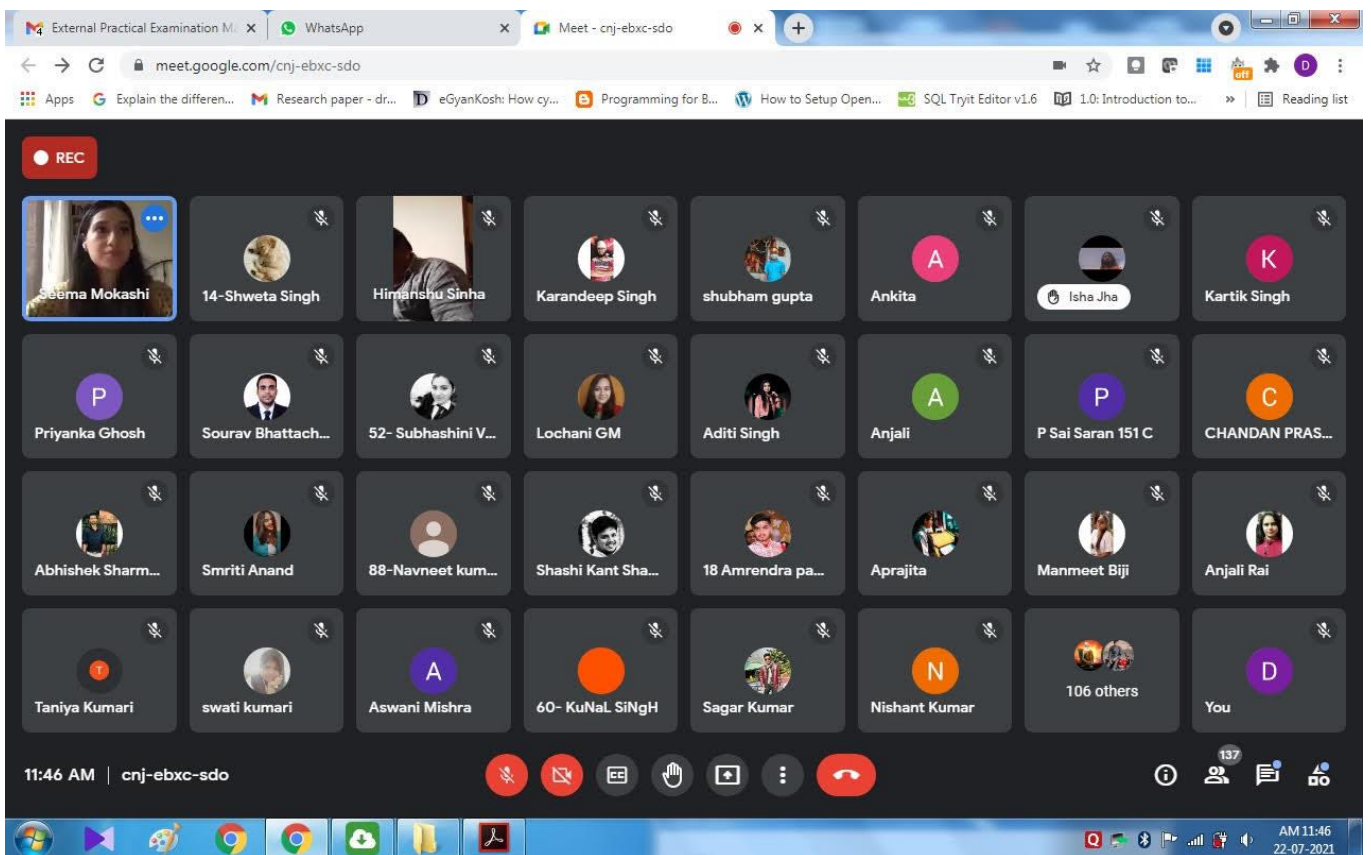 External Practical Examination M
WhatsApp
Meet - cnj-ebxc-sdo
meet.google.com/cnj-ebxc-sdo
off
D
Apps
Explain the differen...
Research paper - dr...
eGyanKosh: How cy...
Programming for B...
How to Setup Open...
SQL Tryit Editor v1.6
1.0: Introduction to...
»
Reading list
REC
Seema Mokashi
14-Shweta Singh
Himanshu Sinha
Karandeep Singh
shubham gupta
A
Ankita
Isha Jha
K
Kartik Singh
P
Priyanka Ghosh
Sourav Bhattach...
52- Subhashini V...
Lochani GM
Aditi Singh
A
Anjali
P
P Sai Saran 151 C
C
CHANDAN PRAS...
Abhishek Sharm...
Smriti Anand
88-Navneet kum...
Shashi Kant Sha...
18 Amrendra pa...
Aprajita
Manmeet Biji
Anjali Rai
T
Taniya Kumari
swati kumari
A
Aswani Mishra
60- KuNaL SiNgH
Sagar Kumar
N
Nishant Kumar
106 others
D
You
11:46 AM | cnj-ebxc-sdo
CC
137
AM 11:46
22-07-2021